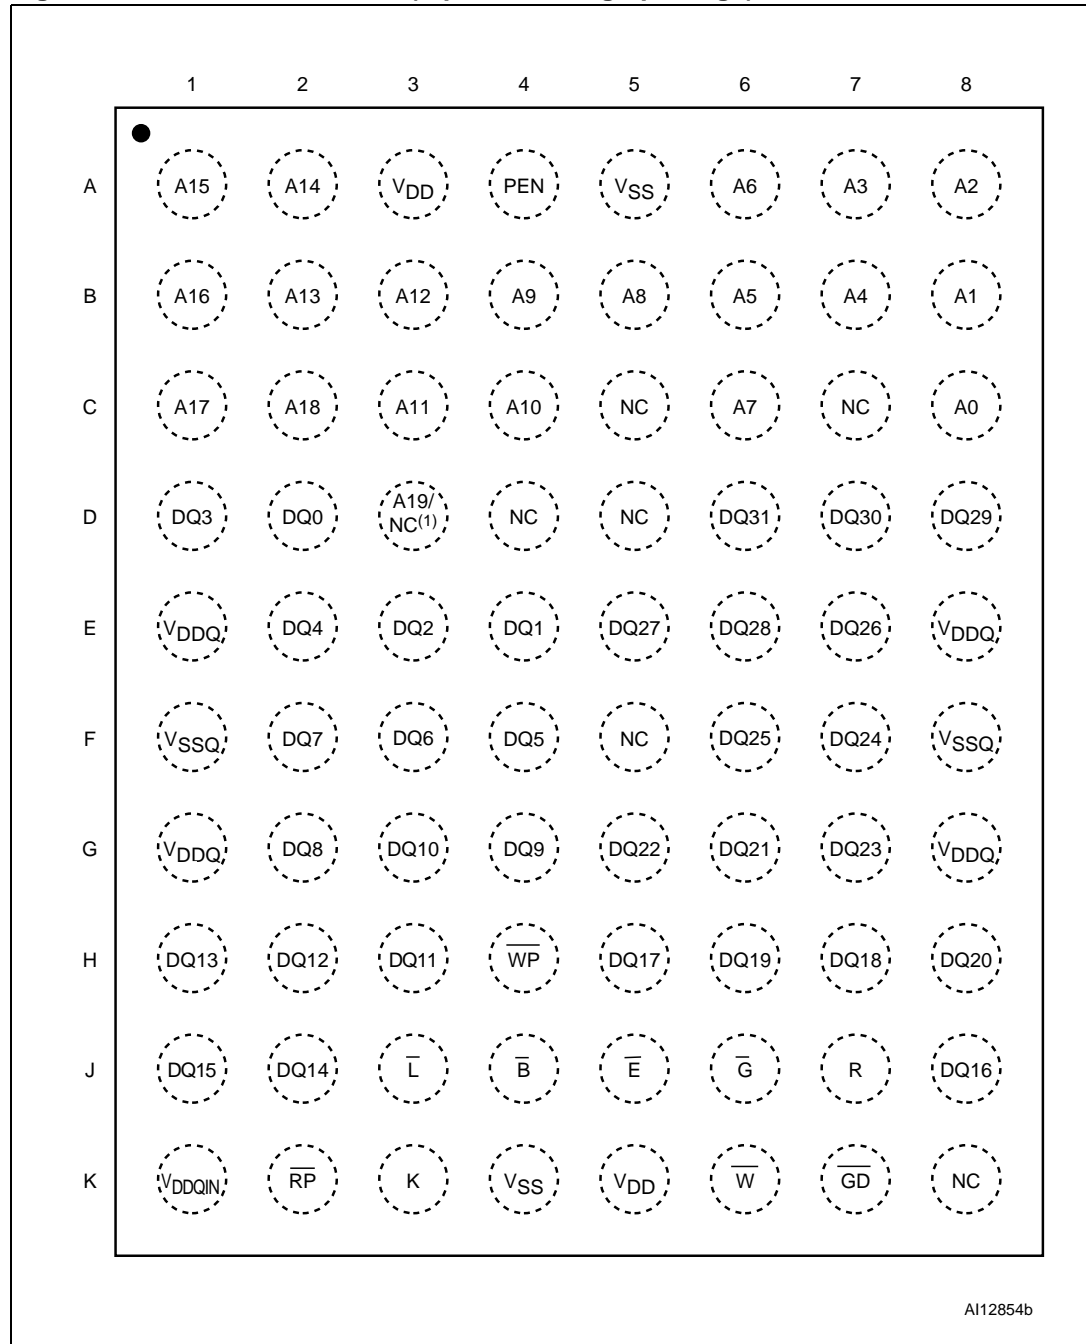 1 2 3 4 5 6 7 8
A A15 A14 VDD PEN VSS A6 A3 A2
B A16 A13 A12 A9 A8 A5 A4 A1
C A17 A18 A11 A10 NC A7 NC A0
D DQ3 DQ0 A19/NC(1) NC NC DQ31 DQ30 DQ29
E VDDQ DQ4 DQ2 DQ1 DQ27 DQ28 DQ26 VDDQ
F VSSQ DQ7 DQ6 DQ5 NC DQ25 DQ24 VSSQ
G VDDQ DQ8 DQ10 DQ9 DQ22 DQ21 DQ23 VDDQ
H DQ13 DQ12 DQ11 W̅P̅ DQ17 DQ19 DQ18 DQ20
J DQ15 DQ14 L̅ B̅ E̅ G̅ R DQ16
K VDDQIN R̅P̅ K VSS VDD W̅ G̅D̅ NC
AI12854b